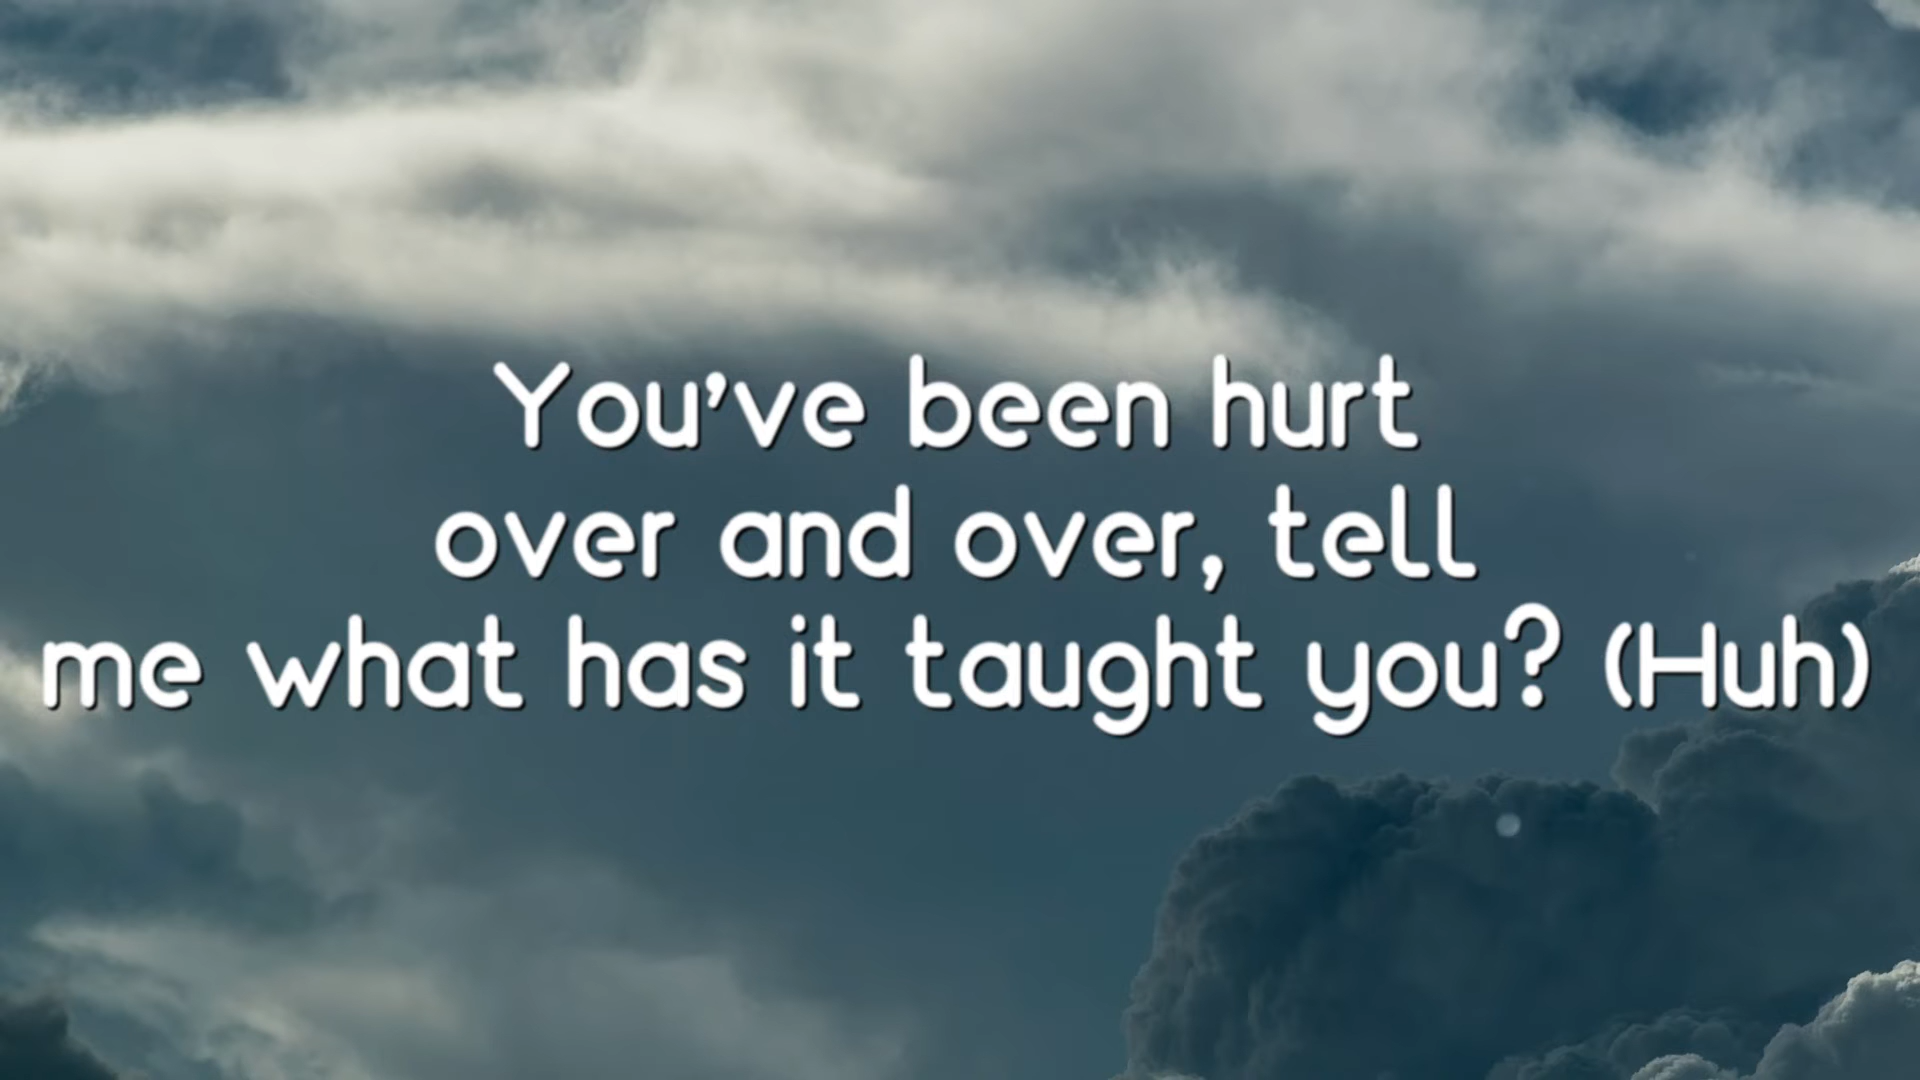 You've been hurt
over and over, tell
me what has it taught you? (Huh)